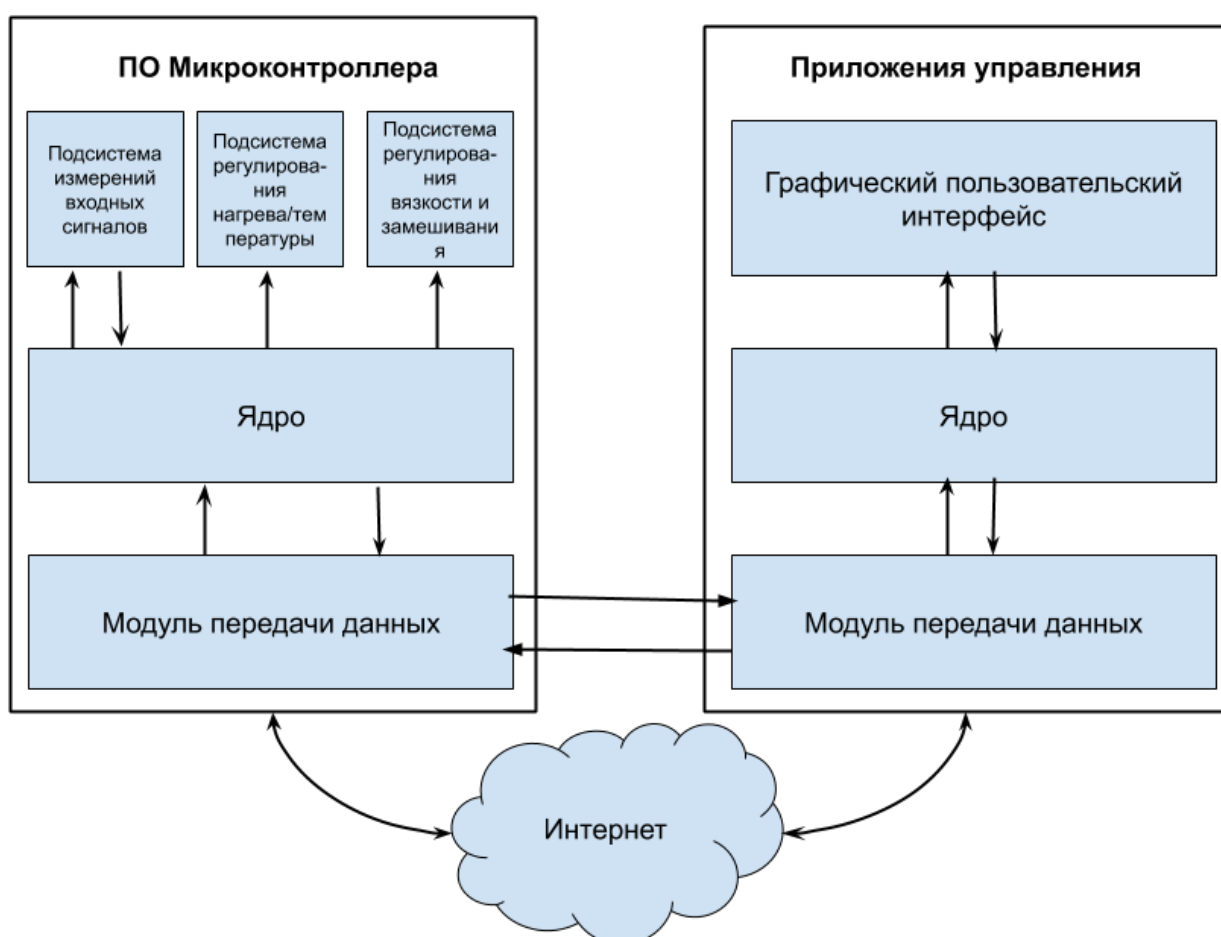 ПО Микроконтроллера
Подсистема
измерений
входных
сигналов
Подсистема
регулирова-
ния
нагрева/тем
пературы
Подсистема
регулирова-
ния
вязкости и
замешивани
я
Ядро
Модуль передачи данных
Приложения управления
Графический пользовательский
интерфейс
Ядро
Модуль передачи данных
Интернет